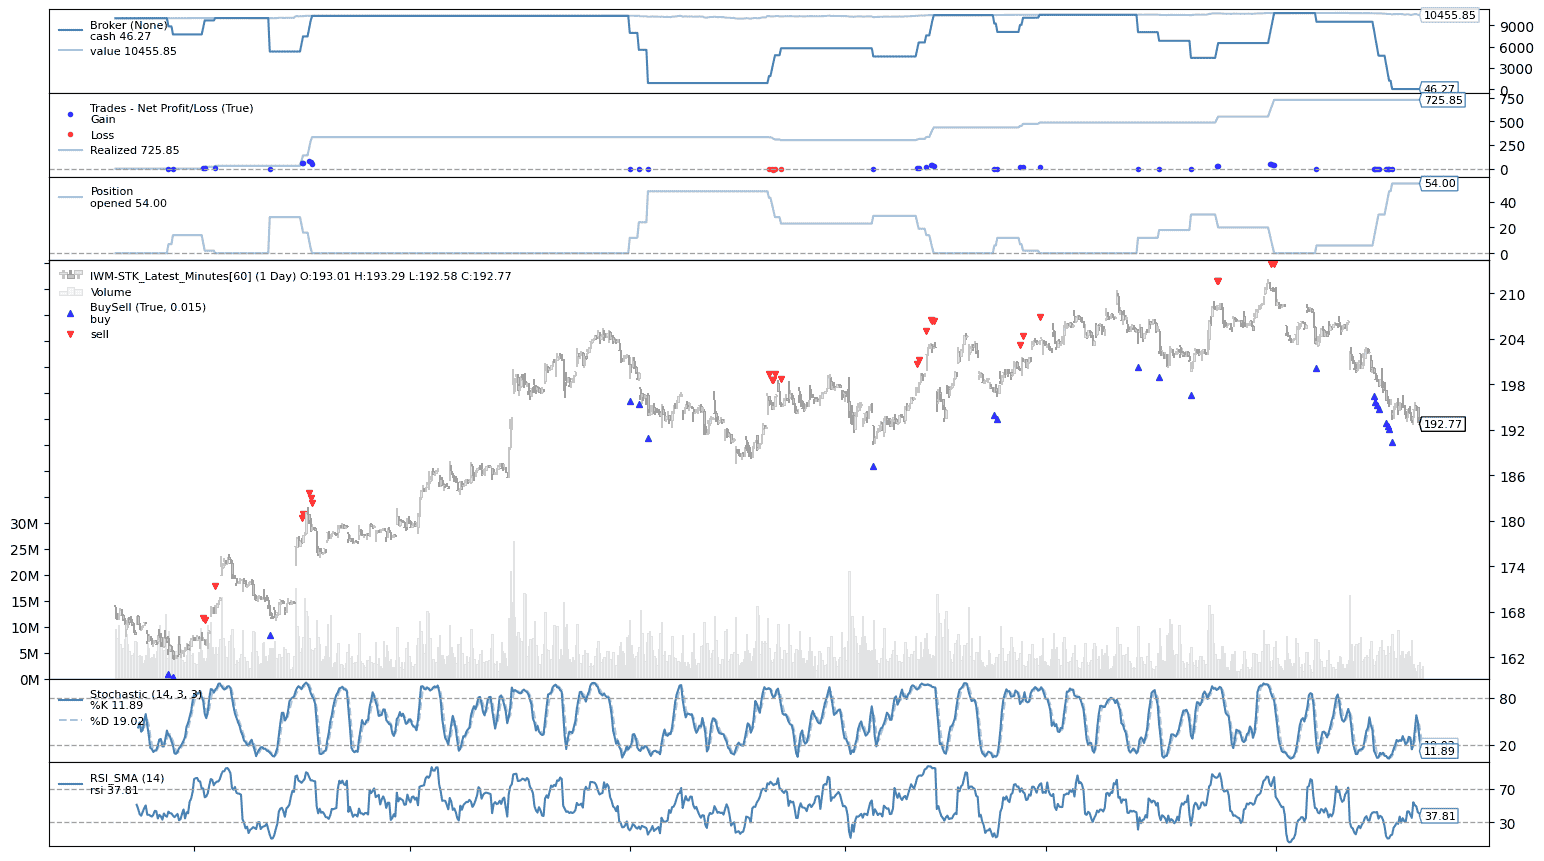 Broker (None)
cash 46.27
value 10455.85
10455.85
9000
6000
3000
0
46.27
Trades - Net Profit/Loss (True)
Gain
Loss
Realized 725.85
750
725.85
500
250
0
Position
opened 54.00
54.00
40
20
0
IWM-STK_Latest_Minutes[60] (1 Day) O:193.01 H:193.29 L:192.58 C:192.77
Volume
BuySell (True, 0.015)
buy
sell
210
204
198
192.77
192
186
180
174
168
162
30M
25M
20M
15M
10M
5M
0M
Stochastic (14, 3, 3)
%K 11.89
%D 19.02
80
20
19.02
11.89
RSI_SMA (14)
rsi 37.81
70
37.81
30